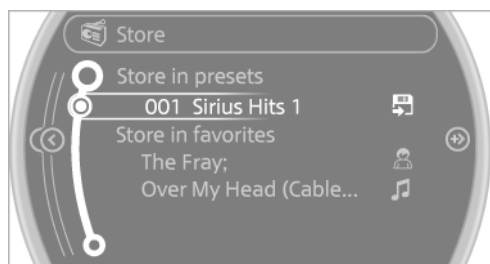 Store
Store in presets
001 Sirius Hits 1
Store in favorites
The Fray;
Over My Head (Cable...